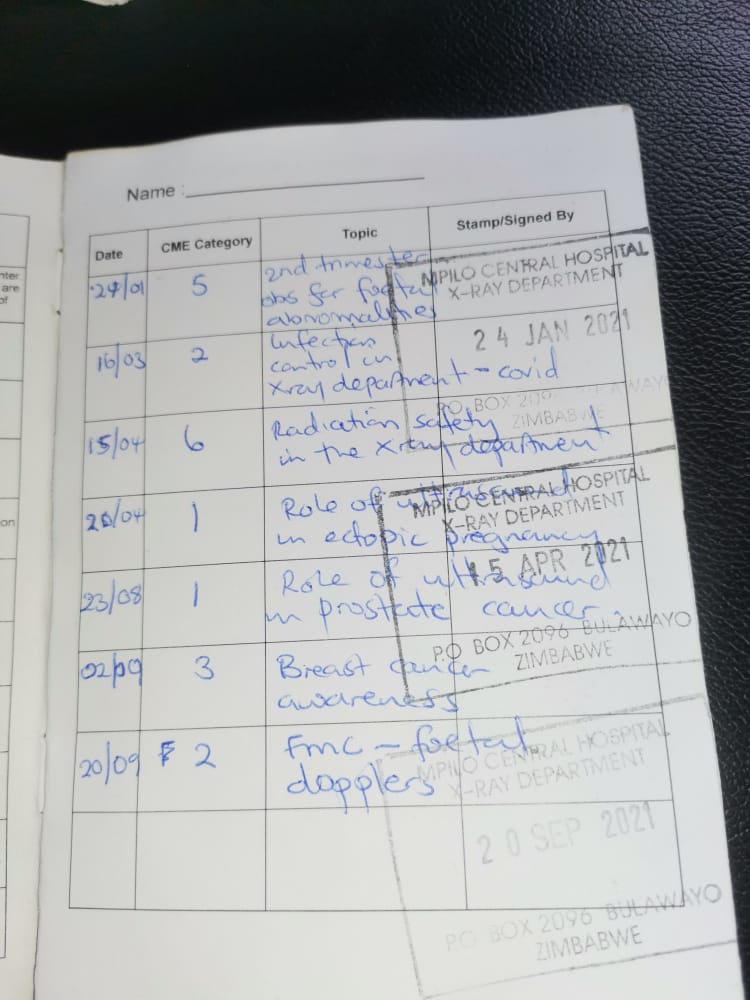 Name :
Date CME Category Topic Stamp/Signed By
24/01 5 2nd trimester
obs for foetal
abnormalities
MPILO CENTRAL HOSPITAL
X-RAY DEPARTMENT
24 JAN 2021
P.O. BOX 2096
ZIMBABWE
16/03 2 Infection
control in
Xray department - covid
15/04 6 Radiation safety
in the Xray department
20/04 1 Role of ultrasound
in ectopic pregnancy
MPILO CENTRAL HOSPITAL
X-RAY DEPARTMENT
15 APR 2021
P.O BOX 2096 BULAWAYO
ZIMBABWE
23/08 1 Role of ultrasound
in prostate cancer
02/09 3 Breast cancer
awareness
20/09 2 FMC - foetal
dopplers
MPILO CENTRAL HOSPITAL
X-RAY DEPARTMENT
20 SEP 2021
P.O BOX 2096 BULAWAYO
ZIMBABWE
nter
are
of
on